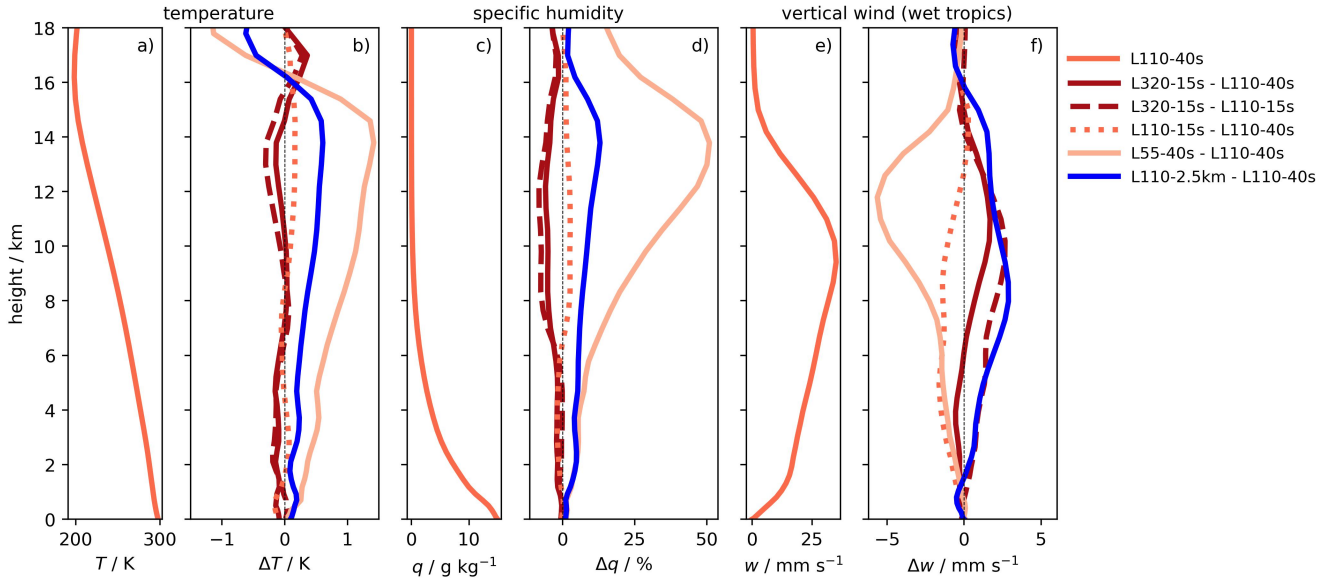 temperature
specific humidity
vertical wind (wet tropics)
a)
b)
c)
d)
e)
f)
height / km
18
16
14
12
10
8
6
4
2
0
200
300
−1
0
1
0
10
0
25
50
0
25
−5
0
5
T / K
ΔT / K
q / g kg⁻¹
Δq / %
w / mm s⁻¹
Δw / mm s⁻¹
L110-40s
L320-15s - L110-40s
L320-15s - L110-15s
L110-15s - L110-40s
L55-40s - L110-40s
L110-2.5km - L110-40s